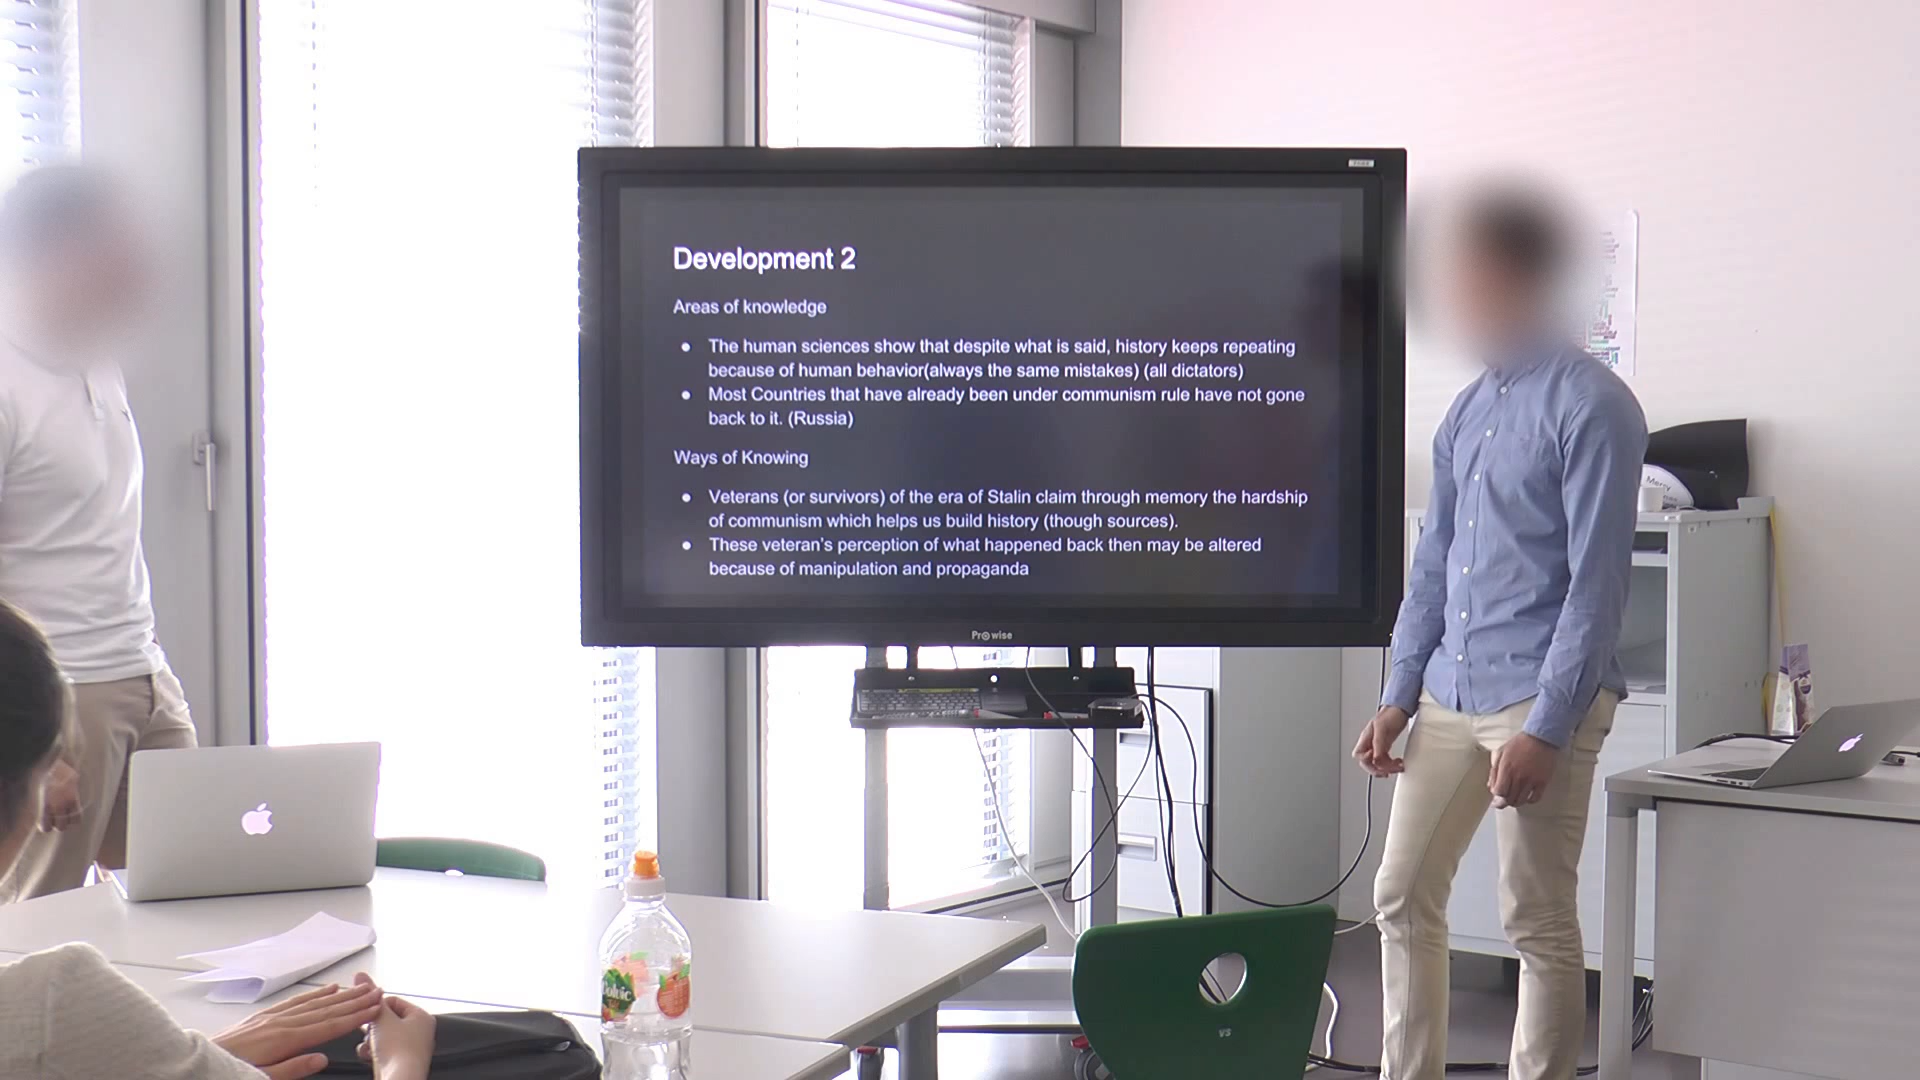 Development 2
Areas of knowledge
● The human sciences show that despite what is said, history keeps repeating
because of human behavior(always the same mistakes) (all dictators)
● Most Countries that have already been under communism rule have not gone
back to it. (Russia)
Ways of Knowing
● Veterans (or survivors) of the era of Stalin claim through memory the hardship
of communism which helps us build history (though sources).
● These veteran's perception of what happened back then may be altered
because of manipulation and propaganda
Prowise
Mercy
Volvic
VS